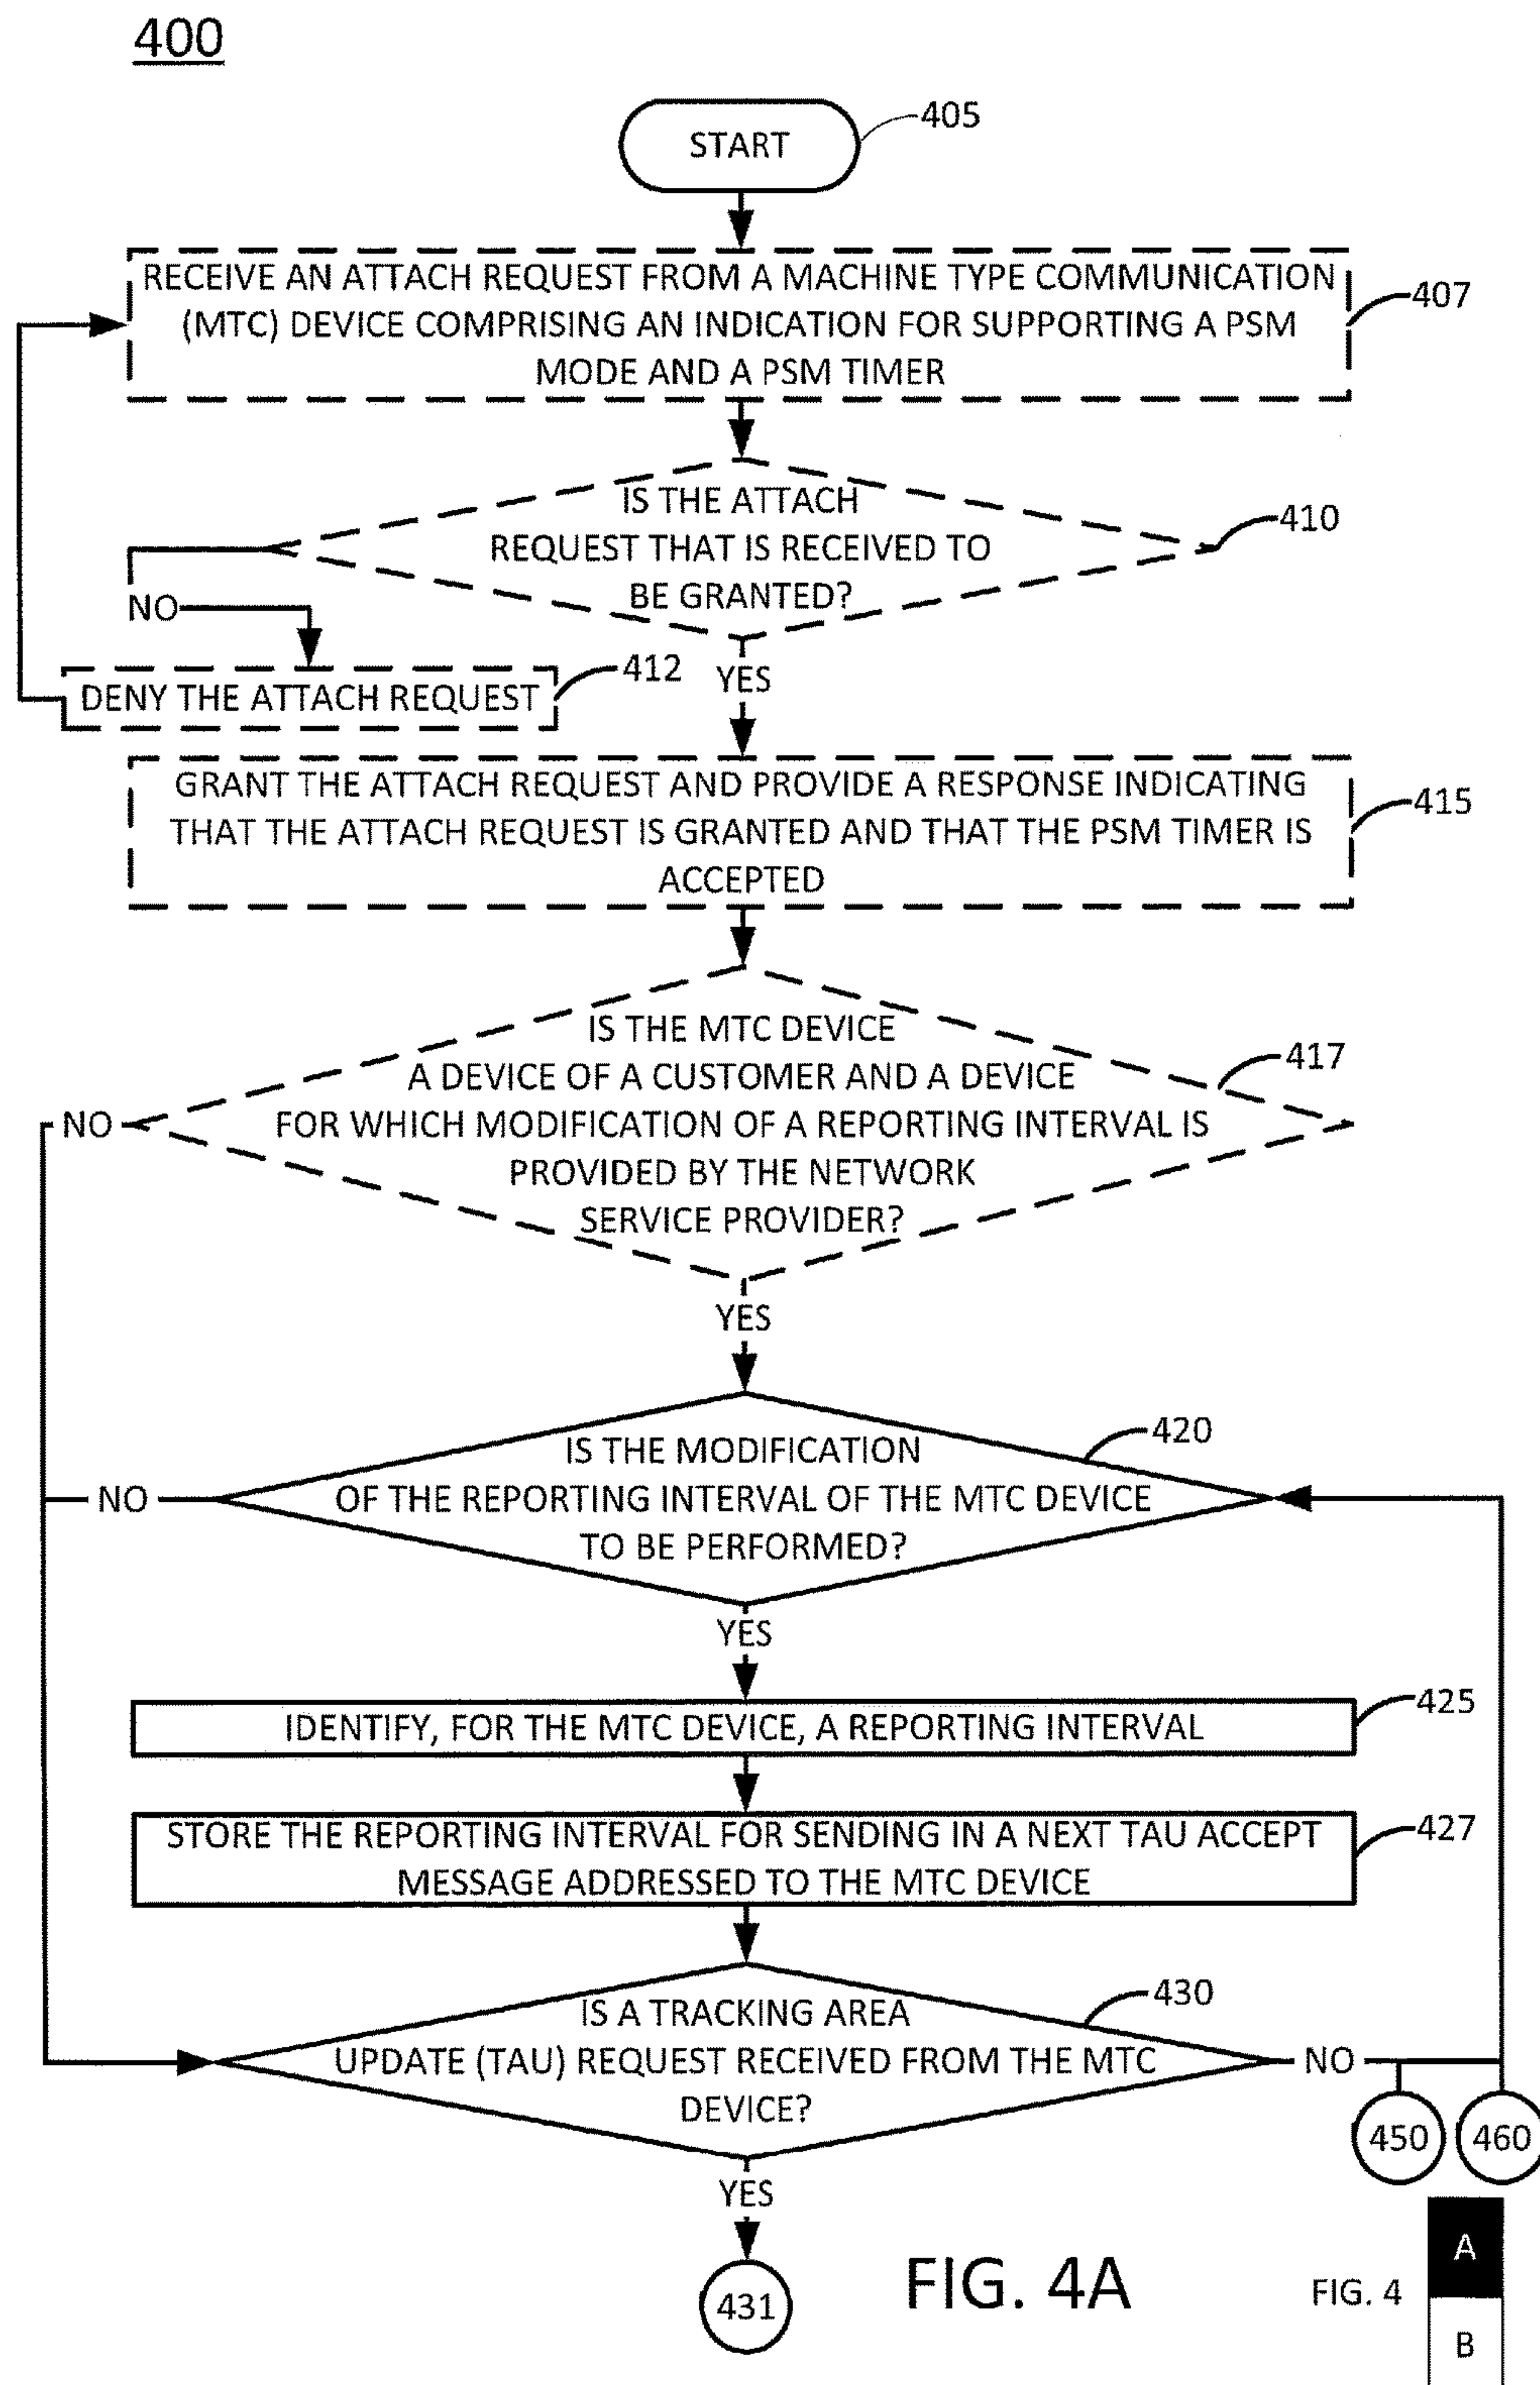 400
START
405
RECEIVE AN ATTACH REQUEST FROM A MACHINE TYPE COMMUNICATION
(MTC) DEVICE COMPRISING AN INDICATION FOR SUPPORTING A PSM
MODE AND A PSM TIMER
407
IS THE ATTACH
REQUEST THAT IS RECEIVED TO
BE GRANTED?
410
NO
YES
DENY THE ATTACH REQUEST
412
GRANT THE ATTACH REQUEST AND PROVIDE A RESPONSE INDICATING
THAT THE ATTACH REQUEST IS GRANTED AND THAT THE PSM TIMER IS
ACCEPTED
415
IS THE MTC DEVICE
A DEVICE OF A CUSTOMER AND A DEVICE
FOR WHICH MODIFICATION OF A REPORTING INTERVAL IS
PROVIDED BY THE NETWORK
SERVICE PROVIDER?
417
NO
YES
IS THE MODIFICATION
OF THE REPORTING INTERVAL OF THE MTC DEVICE
TO BE PERFORMED?
420
NO
YES
IDENTIFY, FOR THE MTC DEVICE, A REPORTING INTERVAL
425
STORE THE REPORTING INTERVAL FOR SENDING IN A NEXT TAU ACCEPT
MESSAGE ADDRESSED TO THE MTC DEVICE
427
IS A TRACKING AREA
UPDATE (TAU) REQUEST RECEIVED FROM THE MTC
DEVICE?
430
NO
450
460
YES
431
FIG. 4A
FIG. 4
A
B